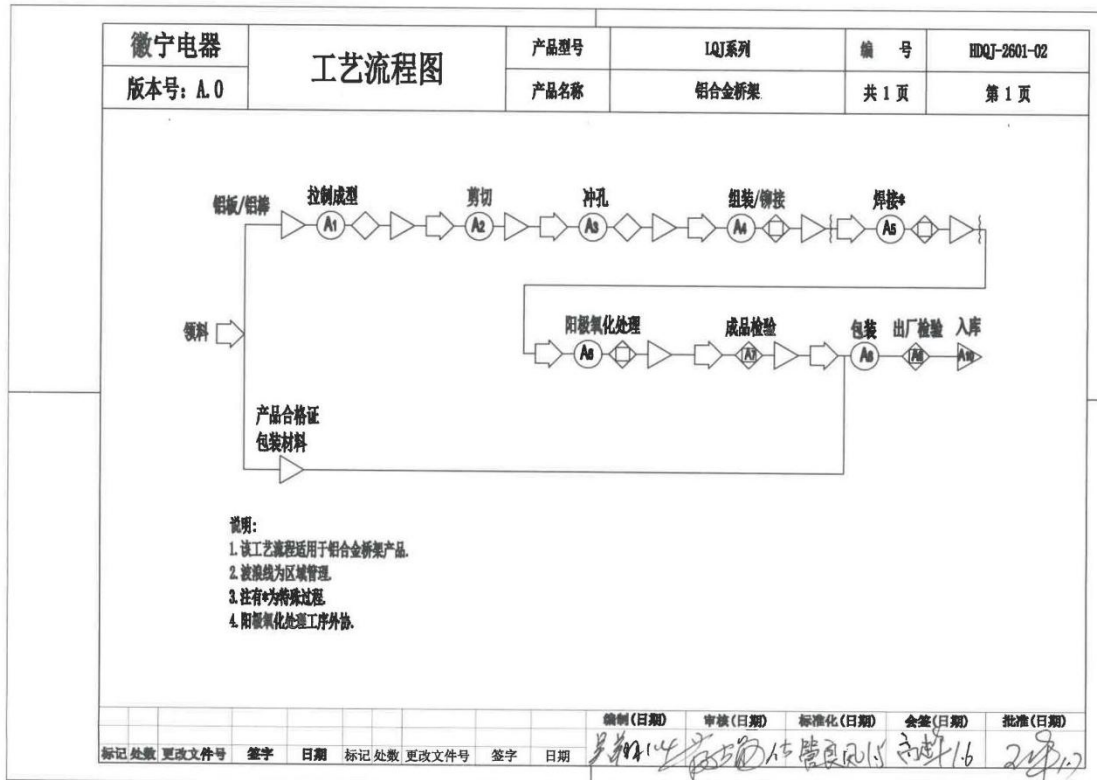 徽宁电器
版本号: A.0
工艺流程图
产品型号 LQJ系列 编 号 HDQJ-2601-02
产品名称 铝合金桥架 共 1 页 第 1 页
铝板/铝棒 拉制成型 剪切 冲孔 组装/铆接 焊接*
A1 A2 A3 A4 A5
领料
阳极氧化处理 成品检验 包装 出厂检验 入库
A6 A7 A8 A9 A10
产品合格证
包装材料
说明:
1.该工艺流程适用于铝合金桥架产品.
2.波浪线为区域管理.
3.注有*为特殊过程.
4.阳极氧化处理工序外协.
编制(日期) 审核(日期) 标准化(日期) 会签(日期) 批准(日期)
标记 处数 更改文件号 签字 日期 标记 处数 更改文件号 签字 日期 1.5 1.6 1.7